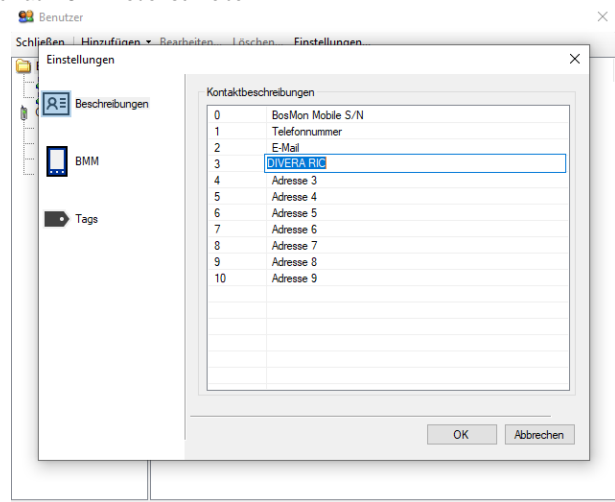 Benutzer
Schließen Hinzufügen Bearbeiten... Löschen... Einstellungen...
Einstellungen
Beschreibungen
BMM
Tags
Kontaktbeschreibungen
0 BosMon Mobile S/N
1 Telefonnummer
2 E-Mail
3 DIVERA RIC
4 Adresse 3
5 Adresse 4
6 Adresse 5
7 Adresse 6
8 Adresse 7
9 Adresse 8
10 Adresse 9
OK Abbrechen